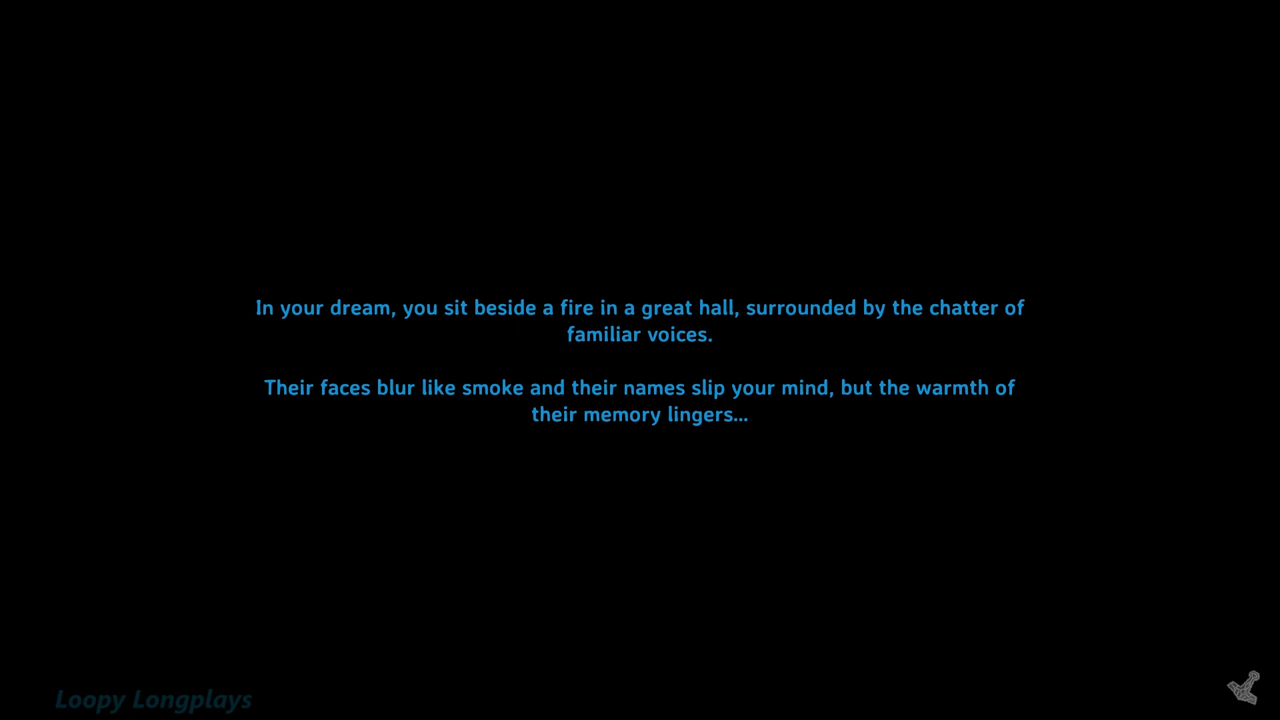 In your dream, you sit beside a fire in a great hall, surrounded by the chatter of
familiar voices.
Their faces blur like smoke and their names slip your mind, but the warmth of
their memory lingers...
Loopy Longplays